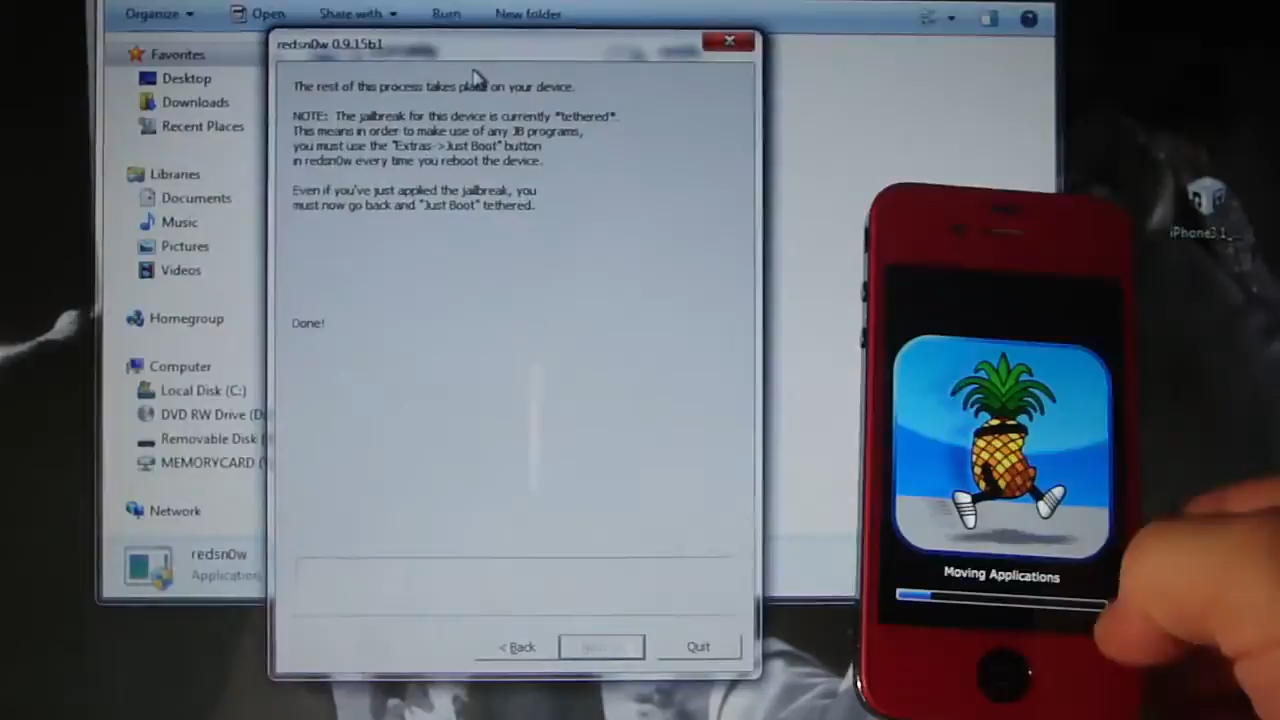 Organize
Open
Share with
Burn
New folder
redsn0w 0.9.15b1
Favorites
Desktop
Downloads
Recent Places
Libraries
Documents
Music
Pictures
Videos
Homegroup
Computer
Local Disk (C:)
DVD RW Drive (D:
Removable Disk (
MEMORYCARD (
Network
redsn0w
Application
The rest of this process takes place on your device.
NOTE: The jailbreak for this device is currently *tethered*.
This means in order to make use of any JB programs,
you must use the "Extras->Just Boot" button
in redsn0w every time you reboot the device.
Even if you've just applied the jailbreak, you
must now go back and "Just Boot" tethered.
Done!
< Back
Quit
iPhone3,1_...
Moving Applications